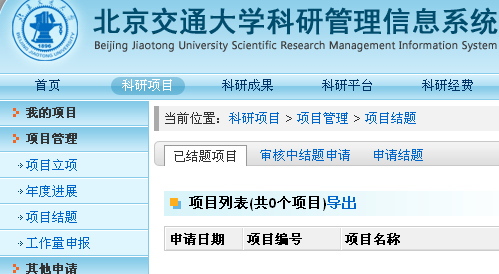 北京交通大学科研管理信息系统
Beijing Jiaotong University Scientific Research Management Information System
首页 科研项目 科研成果 科研平台 科研经费
我的项目
项目管理
项目立项
年度进展
项目结题
工作量申报
其他申请
当前位置：科研项目 > 项目管理 > 项目结题
已结题项目 审核中结题申请 申请结题
项目列表(共0个项目)导出
申请日期 项目编号 项目名称